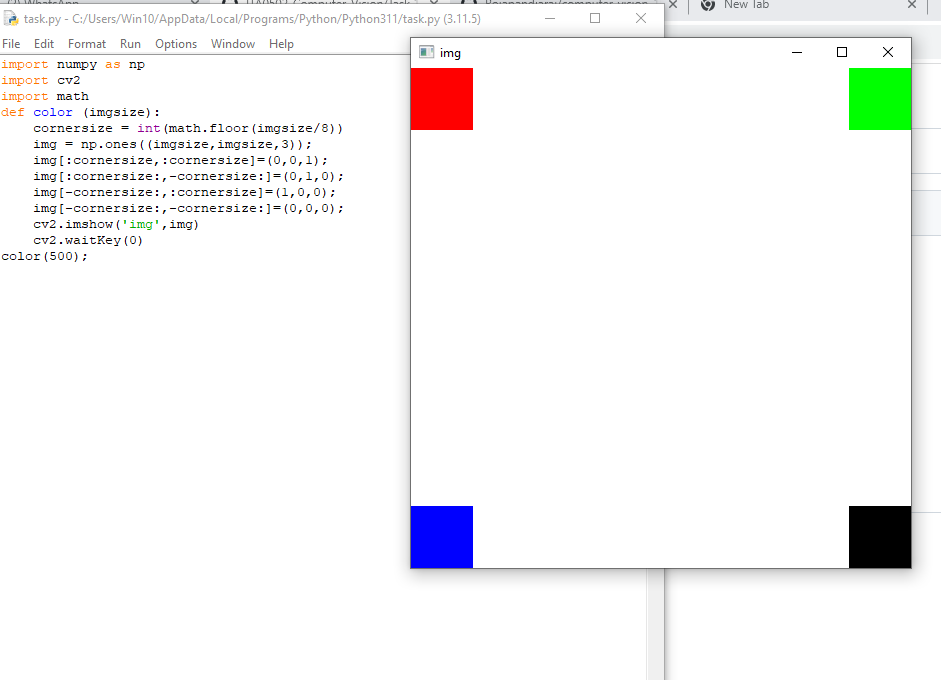 WhatsApp
New Tab
task.py - C:/Users/Win10/AppData/Local/Programs/Python/Python311/task.py (3.11.5)
File Edit Format Run Options Window Help
img
import numpy as np
import cv2
import math
def color (imgsize):
    cornersize = int(math.floor(imgsize/8))
    img = np.ones((imgsize,imgsize,3));
    img[:cornersize,:cornersize]=(0,0,1);
    img[:cornersize:,-cornersize:]=(0,1,0);
    img[-cornersize:,:cornersize]=(1,0,0);
    img[-cornersize:,-cornersize:]=(0,0,0);
    cv2.imshow('img',img)
    cv2.waitKey(0)
color(500);